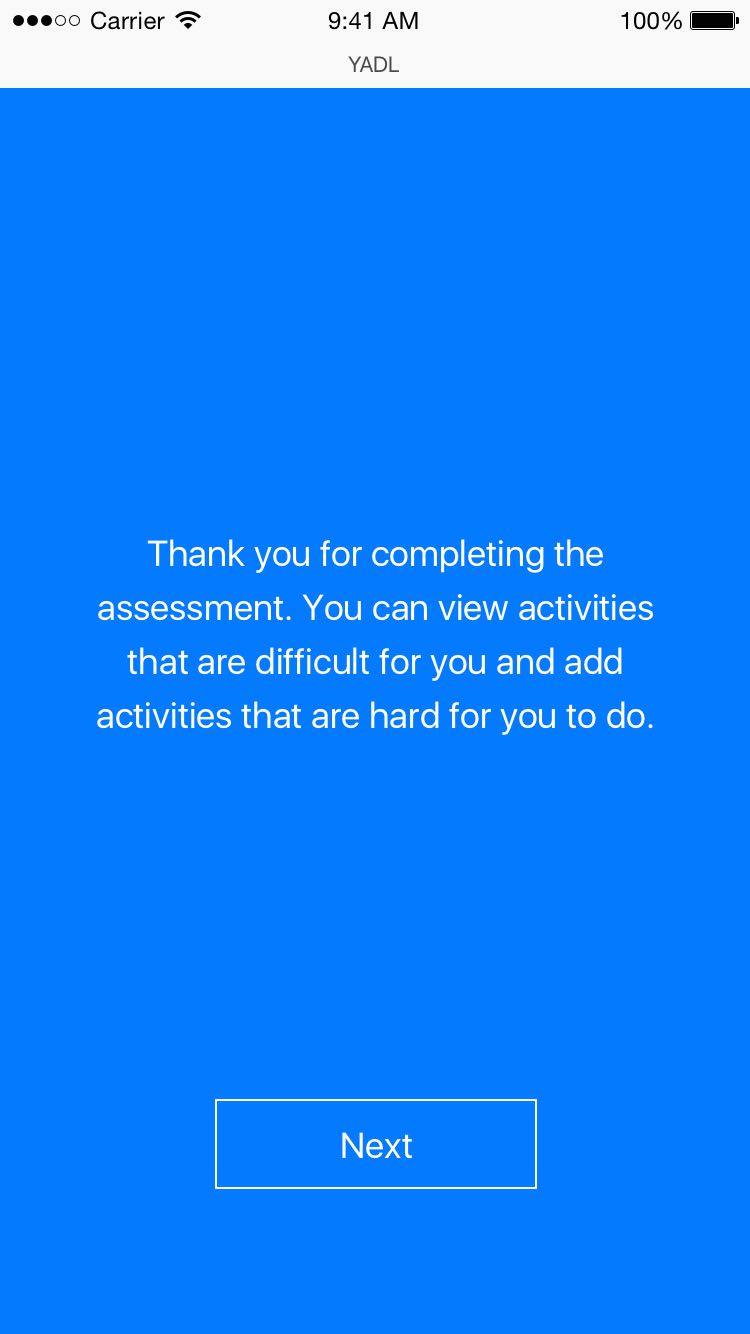 Carrier 9:41 AM 100%
YADL
Thank you for completing the
assessment. You can view activities
that are difficult for you and add
activities that are hard for you to do.
Next